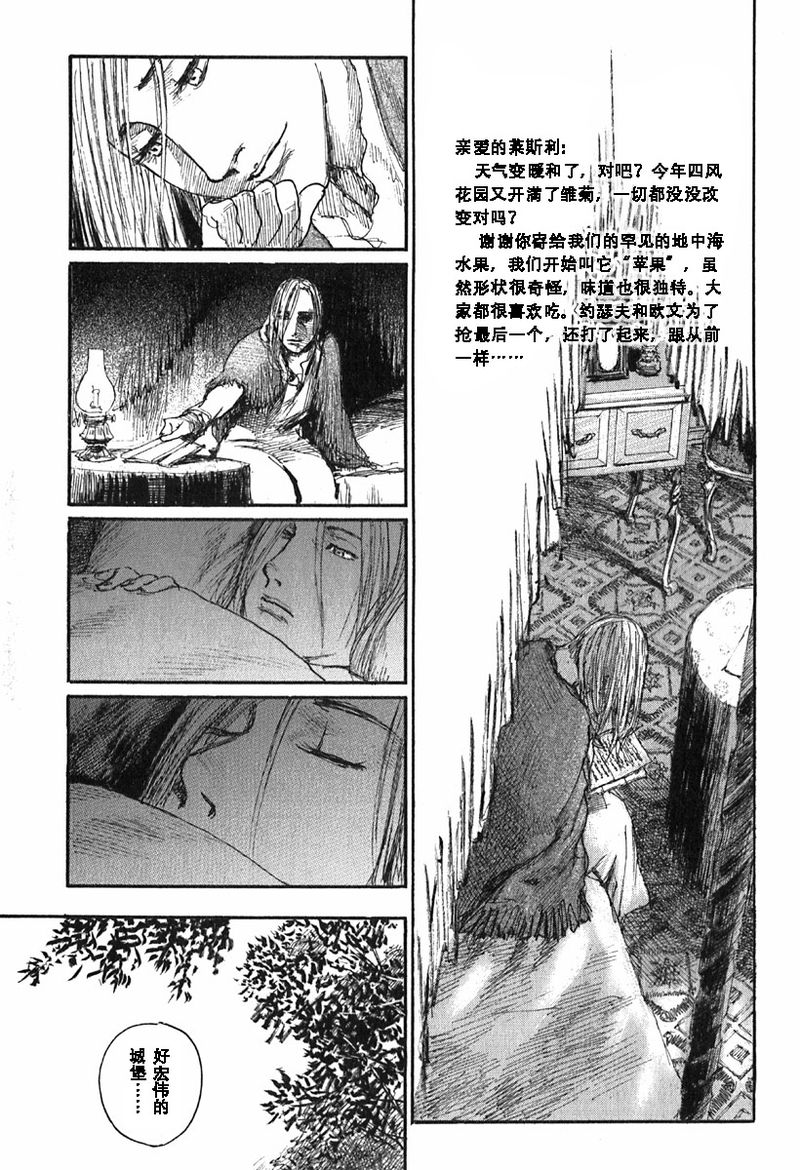 亲爱的莱斯利:
天气变暖和了，对吧？今年四风
花园又开满了雏菊，一切都没没改
变对吗？
谢谢你寄给我们的罕见的地中海
水果，我们开始叫它“苹果”，虽
然形状很奇怪，味道也很独特。大
家都很喜欢吃。约瑟夫和欧文为了
抢最后一个，还打了起来，跟从前
一样……
好宏伟的
城堡……